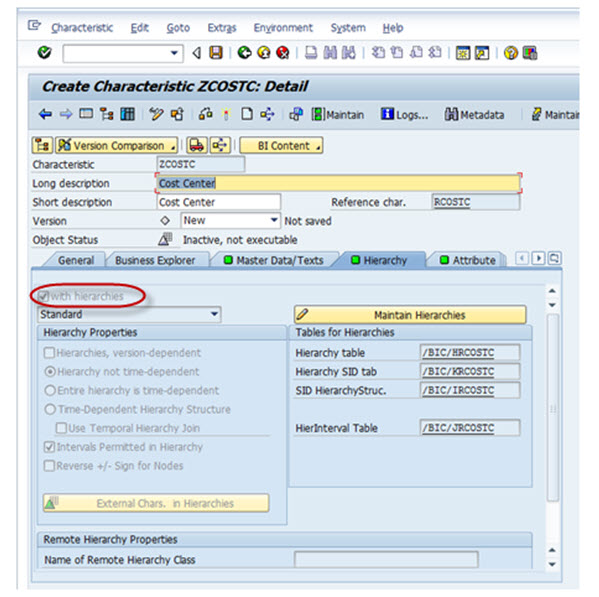 Characteristic Edit Goto Extras Environment System Help
Create Characteristic ZCOSTC: Detail
Maintain Logs... Metadata Maintain
Version Comparison BI Content
Characteristic ZCOSTC
Long description Cost Center
Short description Cost Center Reference char. RCOSTC
Version New Not saved
Object Status Inactive, not executable
General Business Explorer Master Data/Texts Hierarchy Attribute
with hierarchies
Standard Maintain Hierarchies
Hierarchy Properties Tables for Hierarchies
Hierarchies, version-dependent Hierarchy table /BIC/HRCOSTC
Hierarchy not time-dependent Hierarchy SID tab /BIC/KRCOSTC
Entire hierarchy is time-dependent SID HierarchyStruc. /BIC/IRCOSTC
Time-Dependent Hierarchy Structure
Use Temporal Hierarchy Join HierInterval Table /BIC/JRCOSTC
Intervals Permitted in Hierarchy
Reverse +/- Sign for Nodes
External Chars. in Hierarchies
Remote Hierarchy Properties
Name of Remote Hierarchy Class